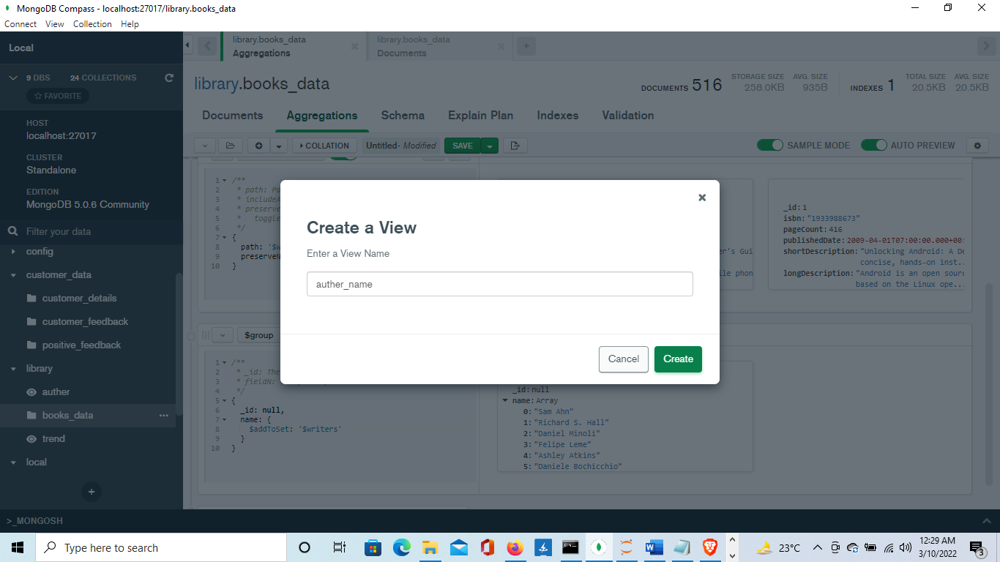 MongoDB Compass - localhost:27017/library.books_data
Connect View Collection Help
Local
9 DBS 24 COLLECTIONS
FAVORITE
HOST
localhost:27017
CLUSTER
Standalone
EDITION
MongoDB 5.0.6 Community
Filter your data
config
customer_data
customer_details
customer_feedback
positive_feedback
library
auther
books_data
trend
local
>_MONGOSH
library.books_data
Aggregations
library.books_data
Documents
library.books_data
DOCUMENTS 516
STORAGE SIZE
258.0KB
AVG. SIZE
935B
INDEXES 1
TOTAL SIZE
20.5KB
AVG. SIZE
20.5KB
Documents Aggregations Schema Explain Plan Indexes Validation
COLLATION Untitled- Modified SAVE SAMPLE MODE AUTO PREVIEW
1 /**
2 * path:
3 *
4 *
5 * toggle
6 */
7 {
8 path:
9
10 }
Create a View
Enter a View Name
auther_name
Cancel Create
_id: 1
isbn: "1933988673"
pageCount: 416
publishedDate: 2009-04-01T07:00:00.000+00:
shortDescription: "Unlocking Android: A De
concise, hands-on inst...
longDescription: "Android is an open sourc
based on the Linux ope...
$group
1 /**
2 * _id: The
3 * fieldN:
4 */
5 {
6 _id: null,
7 name: {
8 $addToSet: '$writers'
9 }
10 }
_id: null
name: Array
0: "Sam Ahn"
1: "Richard S. Hall"
2: "Daniel Minoli"
3: "Felipe Leme"
4: "Ashley Atkins"
5: "Daniele Bochicchio"
Type here to search
23°C
12:29 AM
3/10/2022
3